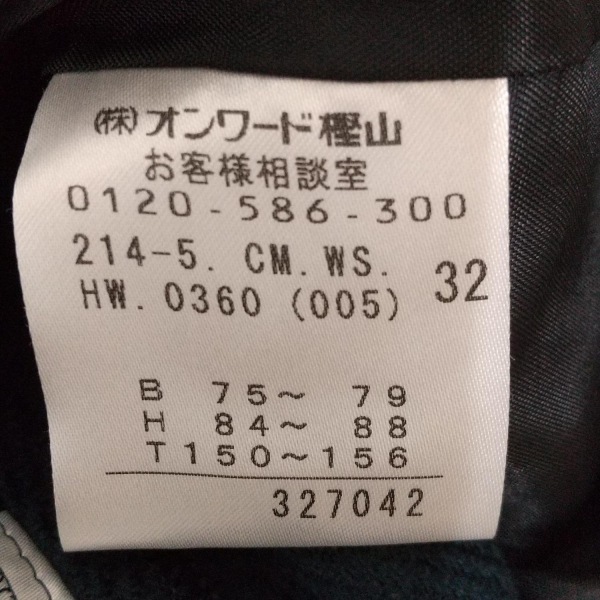 ㈱オンワード樫山
お客様相談室
0120-586-300
214-5. CM.WS. 32
HW. 0360 (005)
B 75～ 79
H 84～ 88
T 150～156
327042